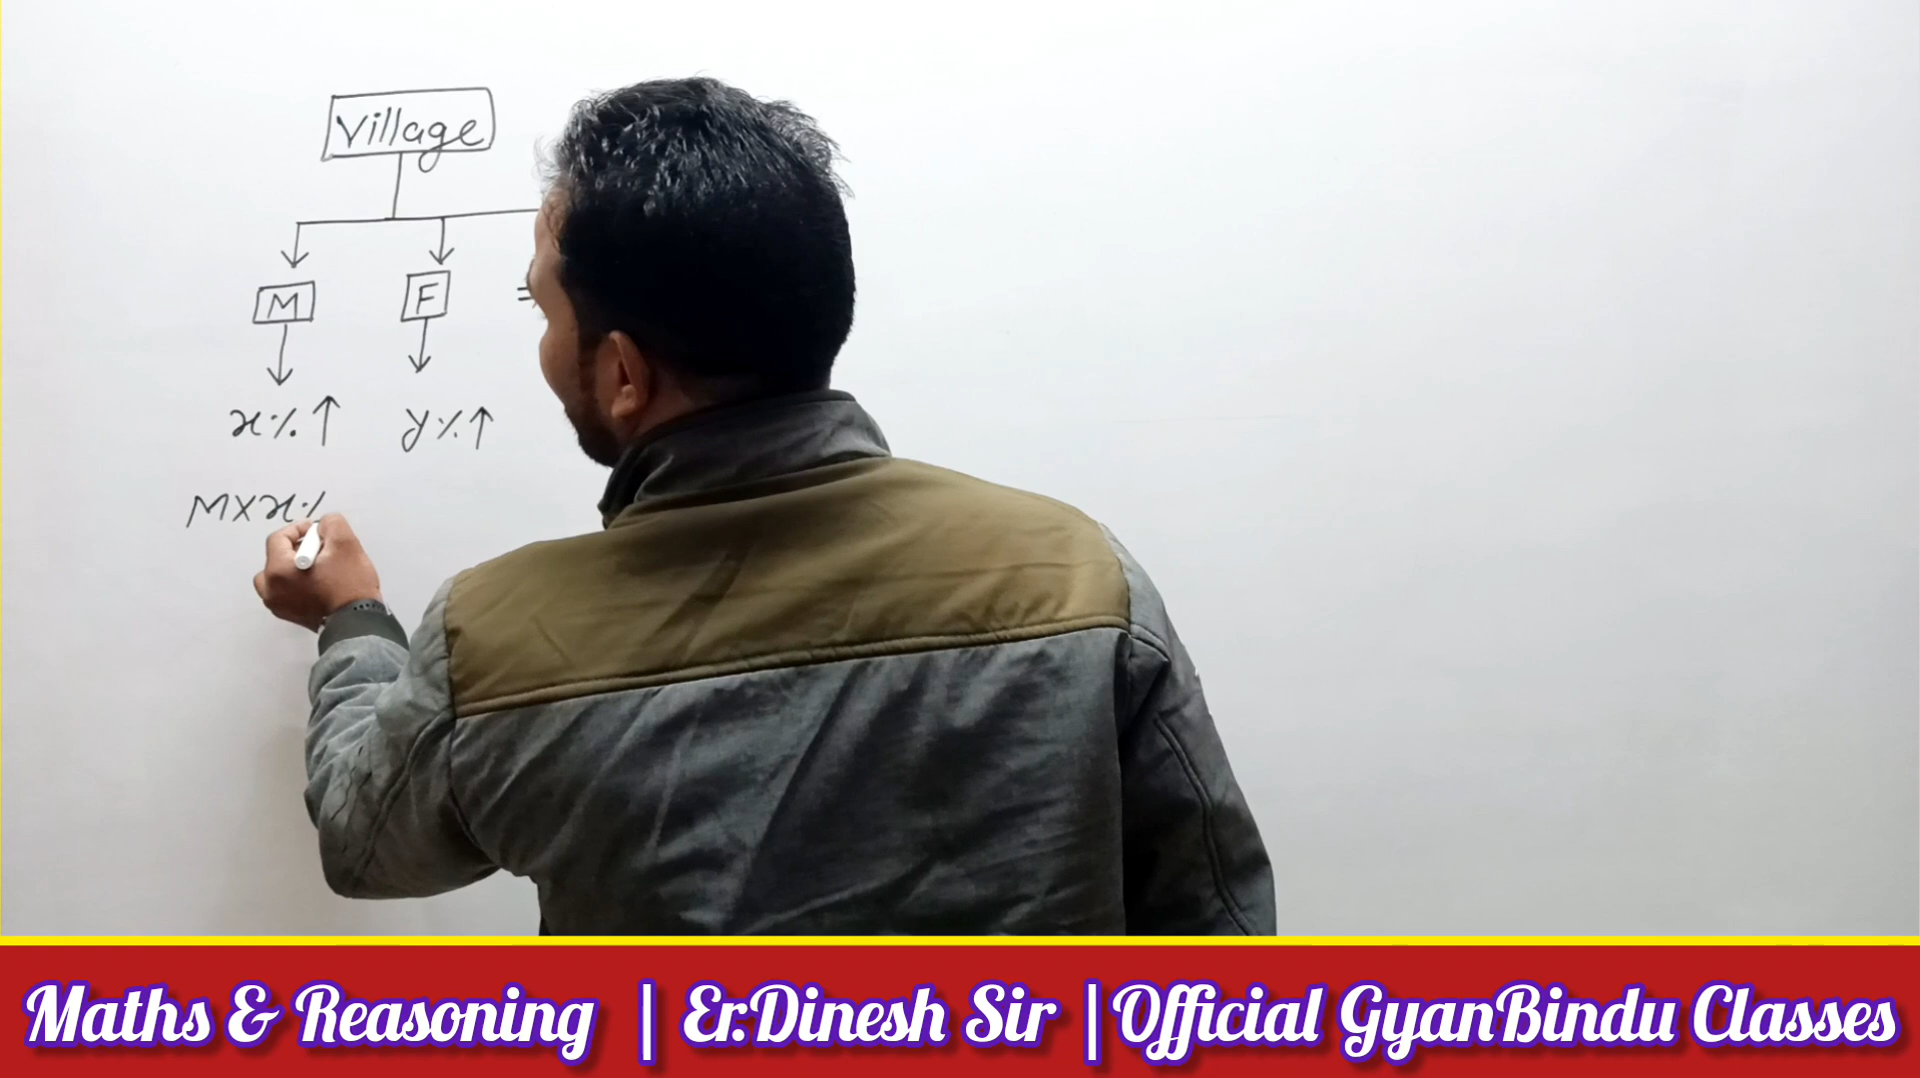 Village
M F =
x% ↑ y% ↑
M×x%
Maths & Reasoning | Er.Dinesh Sir | Official GyanBindu Classes